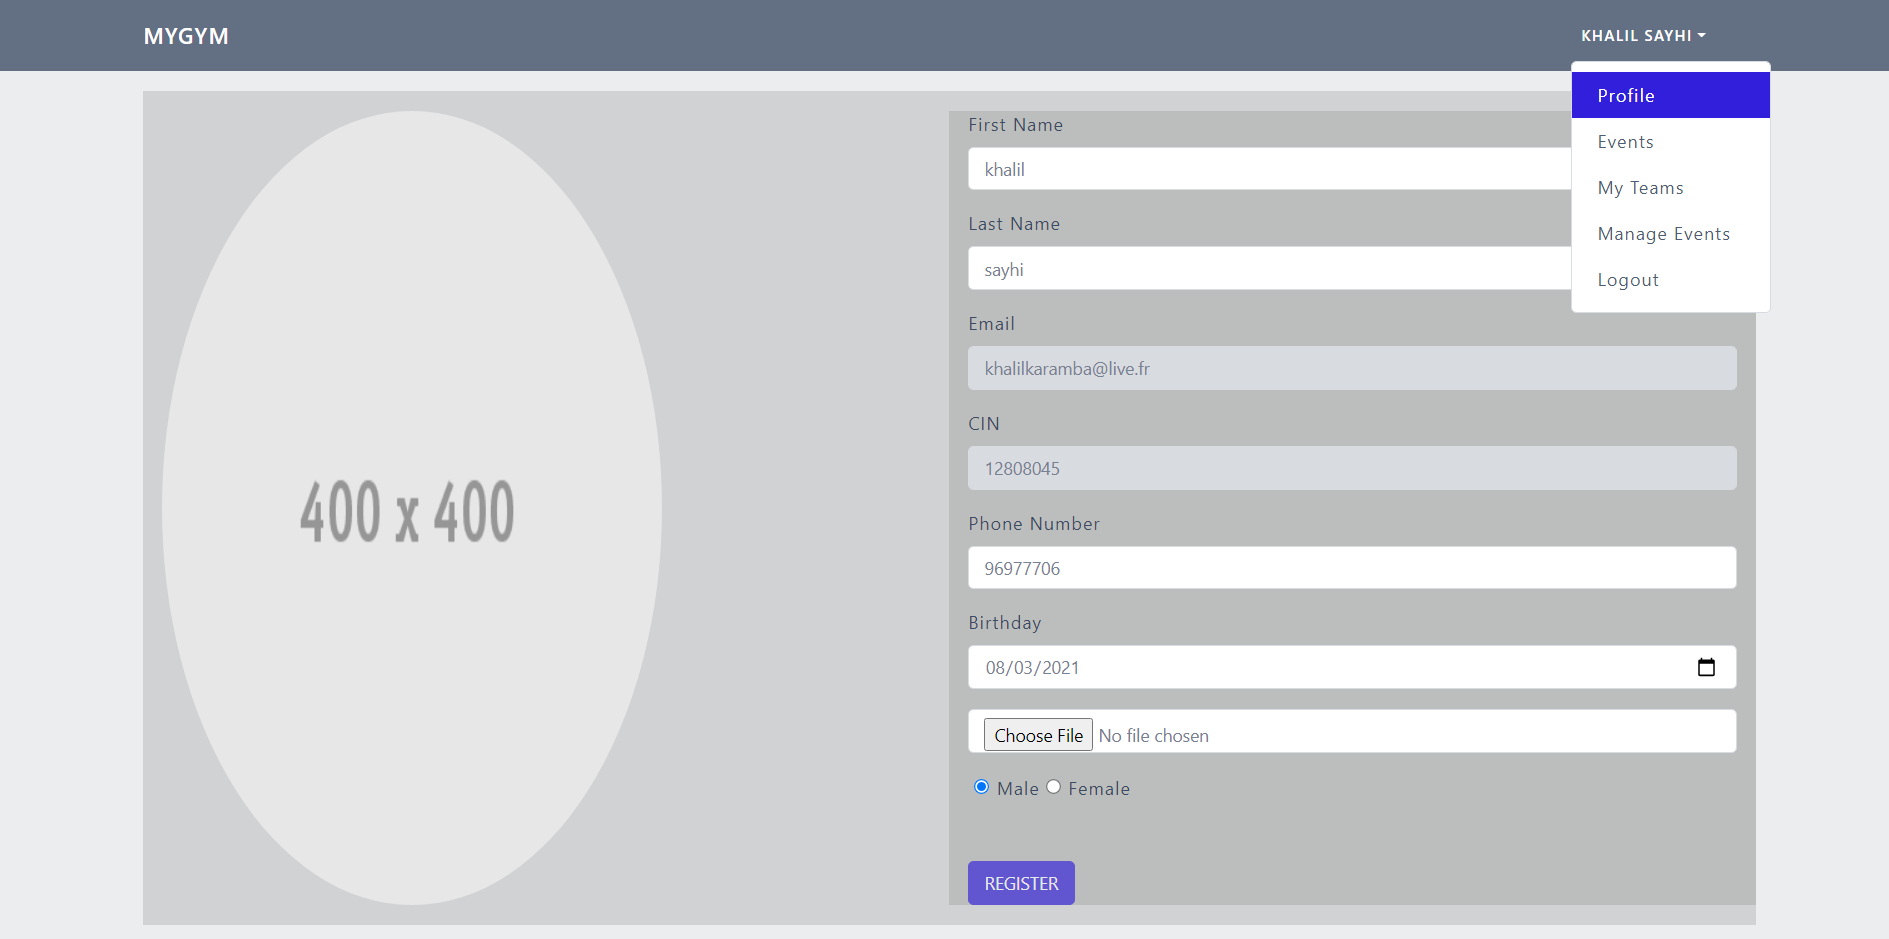 MYGYM
KHALIL SAYHI
Profile
Events
My Teams
Manage Events
Logout
400 x 400
First Name
khalil
Last Name
sayhi
Email
khalilkaramba@live.fr
CIN
12808045
Phone Number
96977706
Birthday
08/03/2021
Choose File No file chosen
Male Female
REGISTER